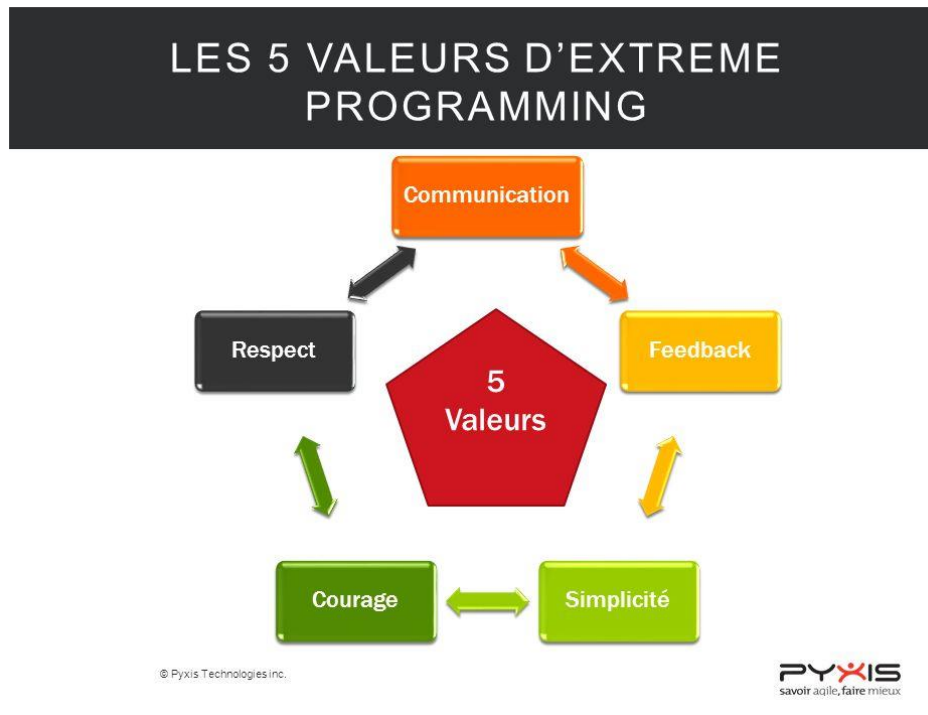 LES 5 VALEURS D’EXTREME
PROGRAMMING
Communication
Respect
Feedback
5
Valeurs
Courage
Simplicité
© Pyxis Technologies inc.
PYXIS
savoir agile, faire mieux